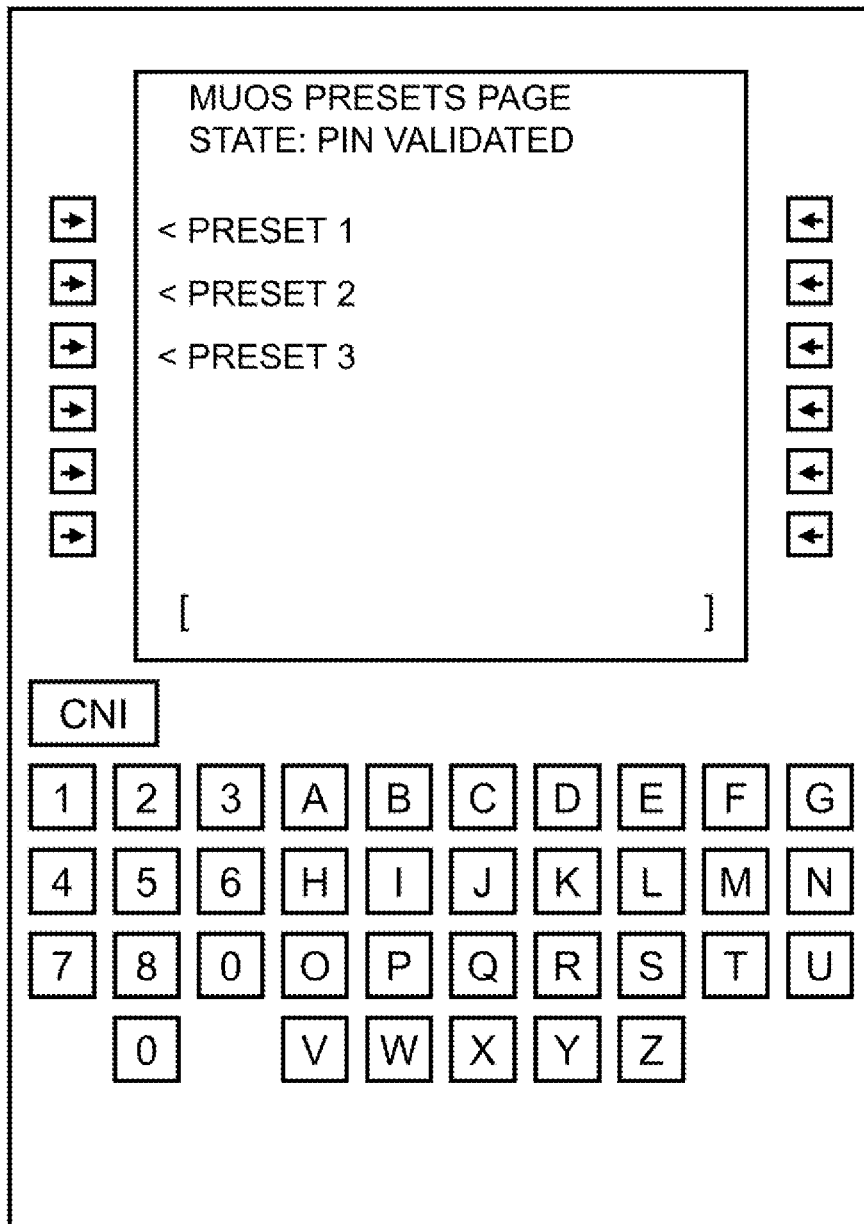 MUOS PRESETS PAGE
STATE: PIN VALIDATED
< PRESET 1
< PRESET 2
< PRESET 3
[ ]
CNI
1 2 3 A B C D E F G
4 5 6 H I J K L M N
7 8 0 O P Q R S T U
0 V W X Y Z